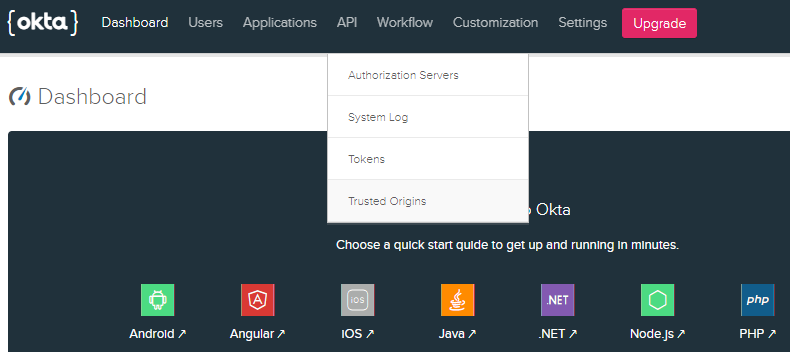 {okta} Dashboard Users Applications API Workflow Customization Settings Upgrade
Authorization Servers
Dashboard
System Log
Tokens
Trusted Origins
Okta
Choose a quick start guide to get up and running in minutes.
iOS .NET php
Android ↗ Angular ↗ iOS ↗ Java ↗ .NET ↗ Node.js ↗ PHP ↗